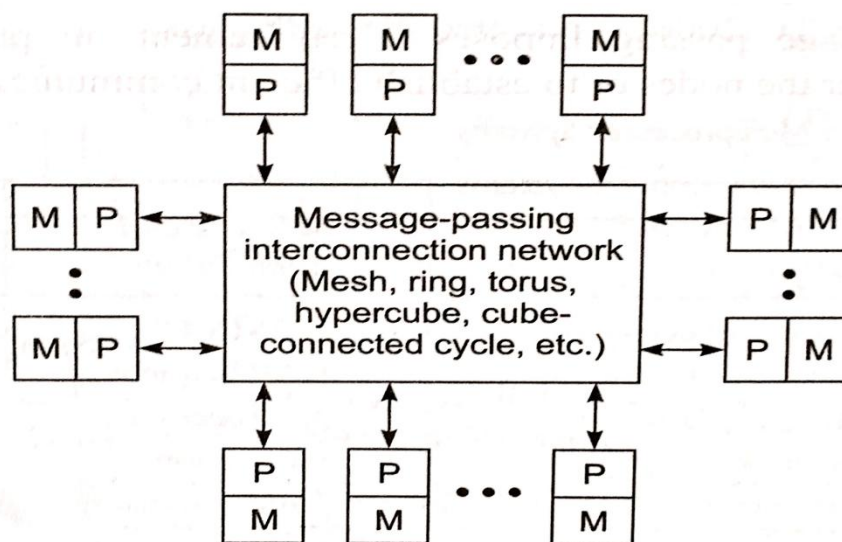 M M M
P P P
M P
P M
Message-passing
interconnection network
(Mesh, ring, torus,
hypercube, cube-
connected cycle, etc.)
M P
P M
P P P
M M M